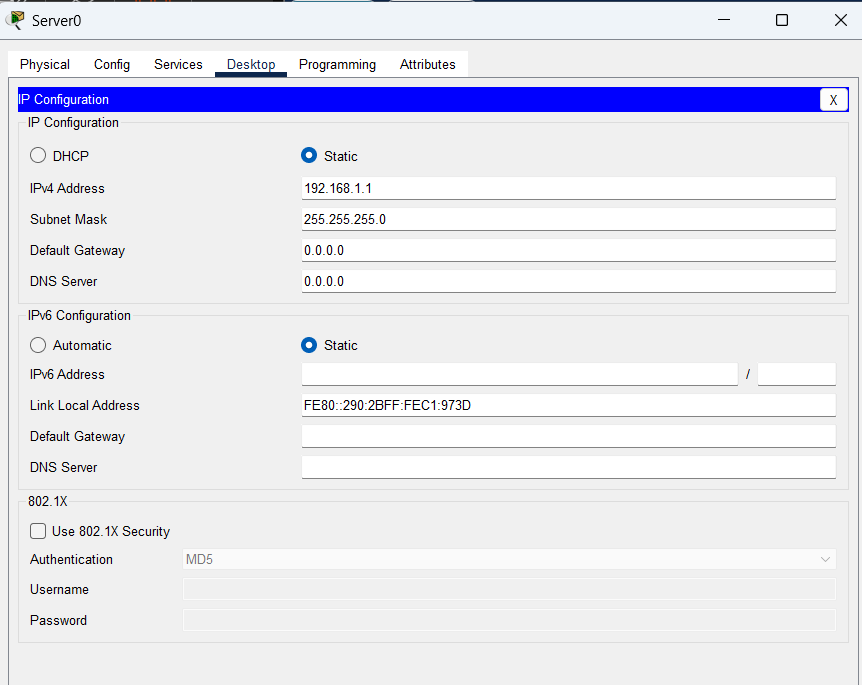 Server0
Physical Config Services Desktop Programming Attributes
IP Configuration X
IP Configuration
DHCP Static
IPv4 Address 192.168.1.1
Subnet Mask 255.255.255.0
Default Gateway 0.0.0.0
DNS Server 0.0.0.0
IPv6 Configuration
Automatic Static
IPv6 Address /
Link Local Address FE80::290:2BFF:FEC1:973D
Default Gateway
DNS Server
802.1X
Use 802.1X Security
Authentication MD5
Username
Password